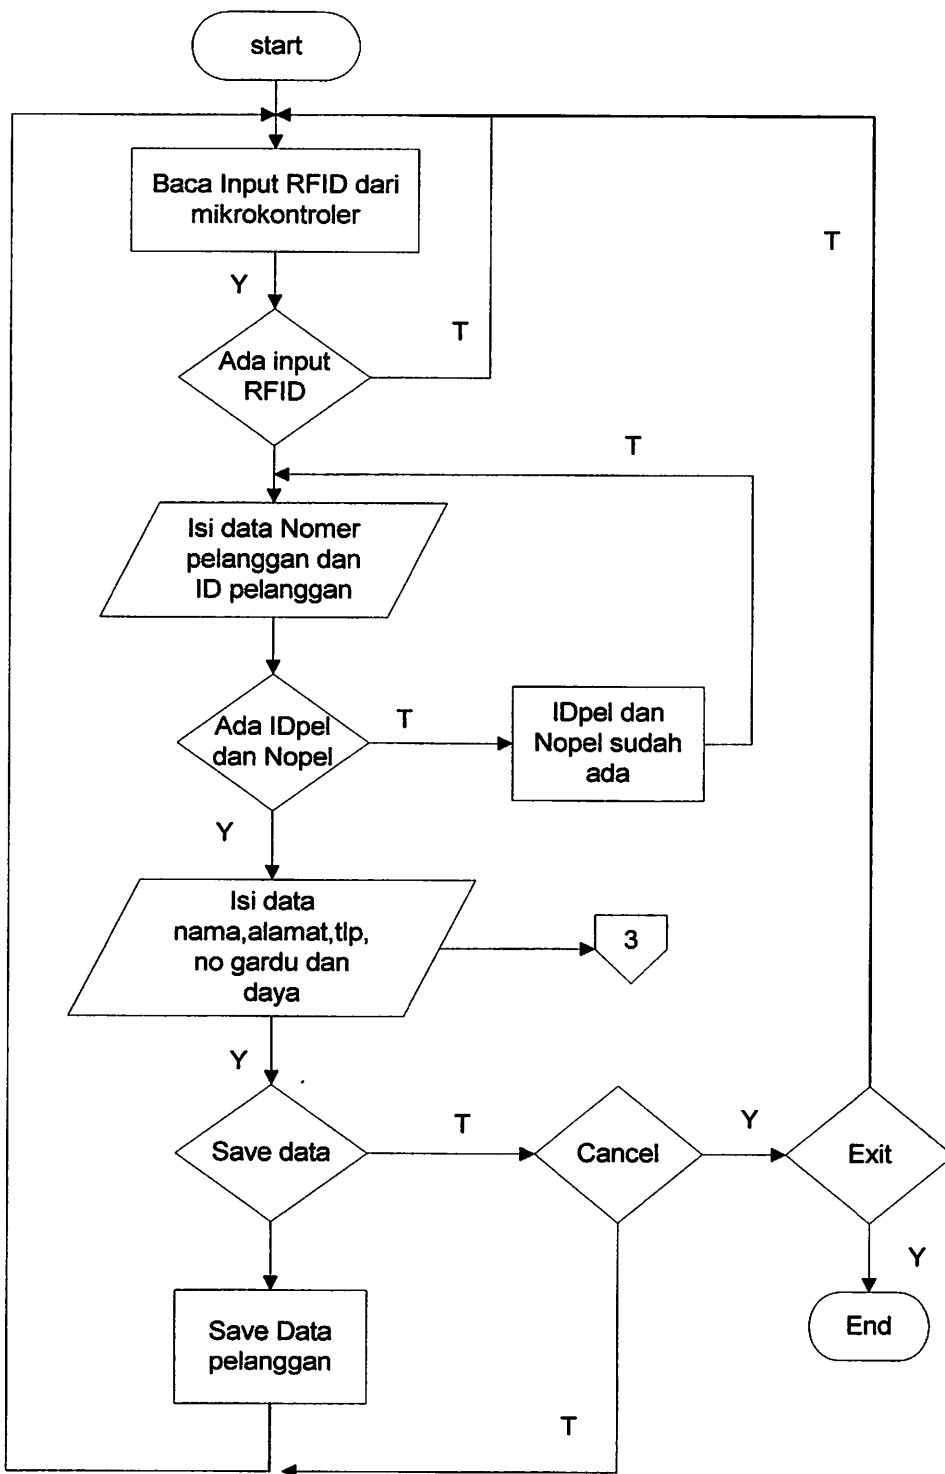 start
Baca Input RFID dari
mikrokontroler
T
Y
T
Ada input
RFID
T
Isi data Nomer
pelanggan dan
ID pelanggan
Ada IDpel
dan Nopel
T
IDpel dan
Nopel sudah
ada
Y
Isi data
nama,alamat,tlp,
no gardu dan
daya
3
Y
Save data
T
Cancel
Y
Exit
Y
End
Save Data
pelanggan
T